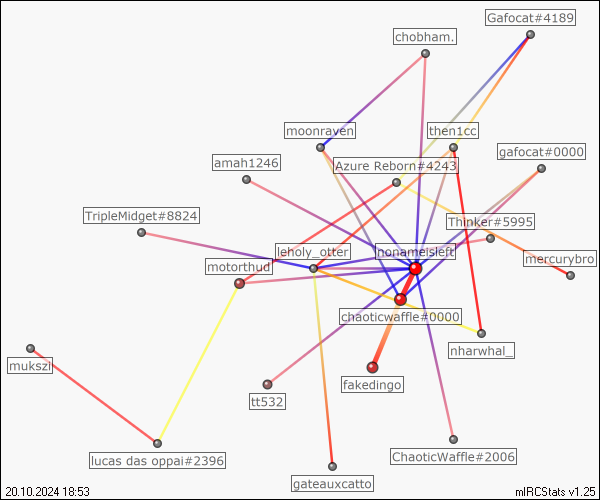 Gafocat#4189
chobham.
moonraven
then1cc
gafocat#0000
amah1246
Azure Reborn#4243
TripleMidget#8824
Thinker#5995
leholy_otter
nonameisleft
mercurybro
motorthud
chaoticwaffle#0000
nharwhal_
mukszi
fakedingo
tt532
lucas das oppai#2396
ChaoticWaffle#2006
gateauxcatto
20.10.2024 18:53
mIRCStats v1.25